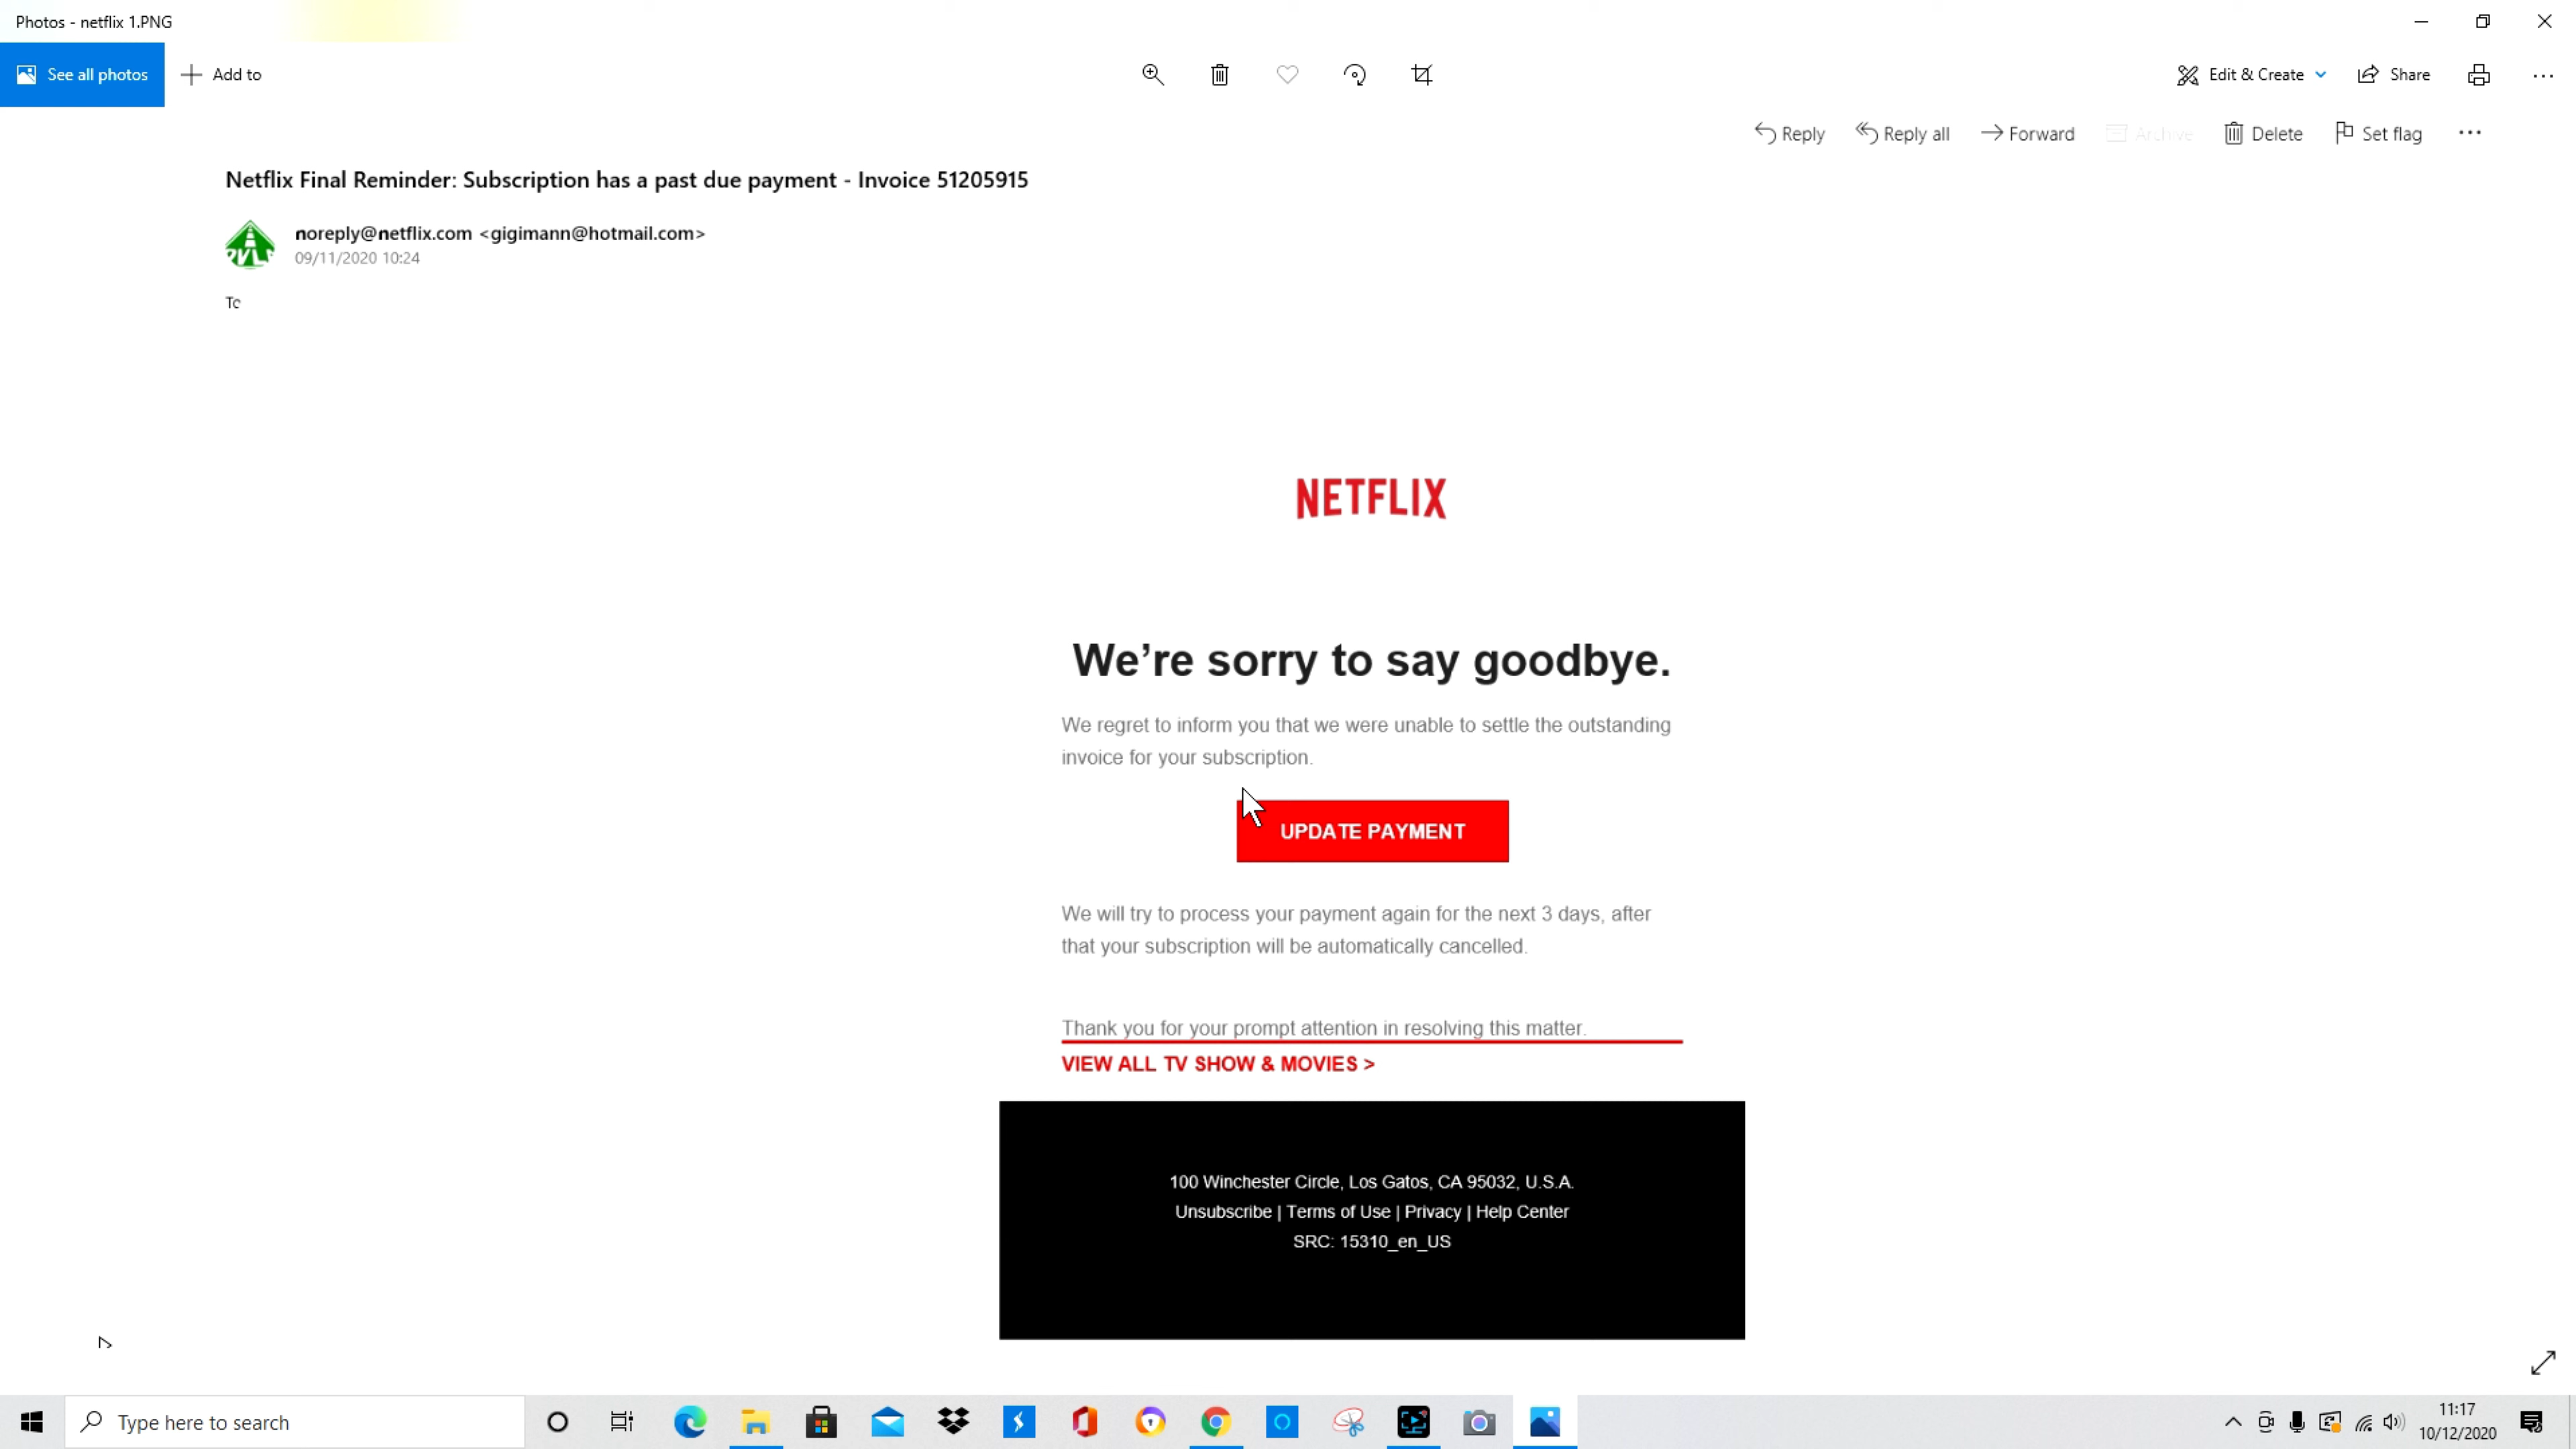 Photos - netflix 1.PNG
See all photos
Add to
Edit & Create
Share
Reply
Reply all
Forward
Archive
Delete
Set flag
Netflix Final Reminder: Subscription has a past due payment - Invoice 51205915
noreply@netflix.com <gigimann@hotmail.com>
09/11/2020 10:24
To
NETFLIX
We're sorry to say goodbye.
We regret to inform you that we were unable to settle the outstanding
invoice for your subscription.
UPDATE PAYMENT
We will try to process your payment again for the next 3 days, after
that your subscription will be automatically cancelled.
Thank you for your prompt attention in resolving this matter.
VIEW ALL TV SHOW & MOVIES >
100 Winchester Circle, Los Gatos, CA 95032, U.S.A.
Unsubscribe | Terms of Use | Privacy | Help Center
SRC: 15310_en_US
Type here to search
11:17
10/12/2020